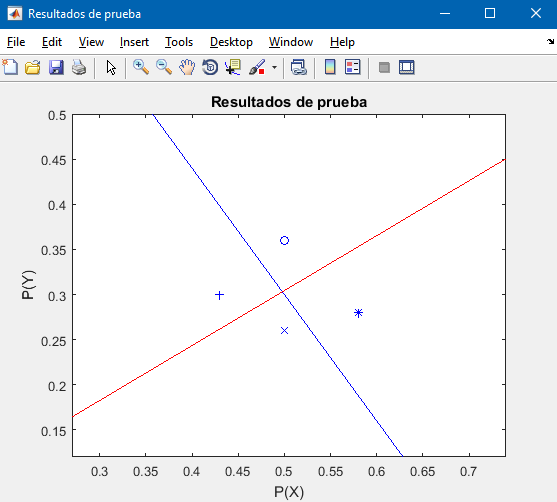 Resultados de prueba
File Edit View Insert Tools Desktop Window Help
Resultados de prueba
0.5
0.45
0.4
0.35
0.3
0.25
0.2
0.15
P(Y)
0.3 0.35 0.4 0.45 0.5 0.55 0.6 0.65 0.7
P(X)